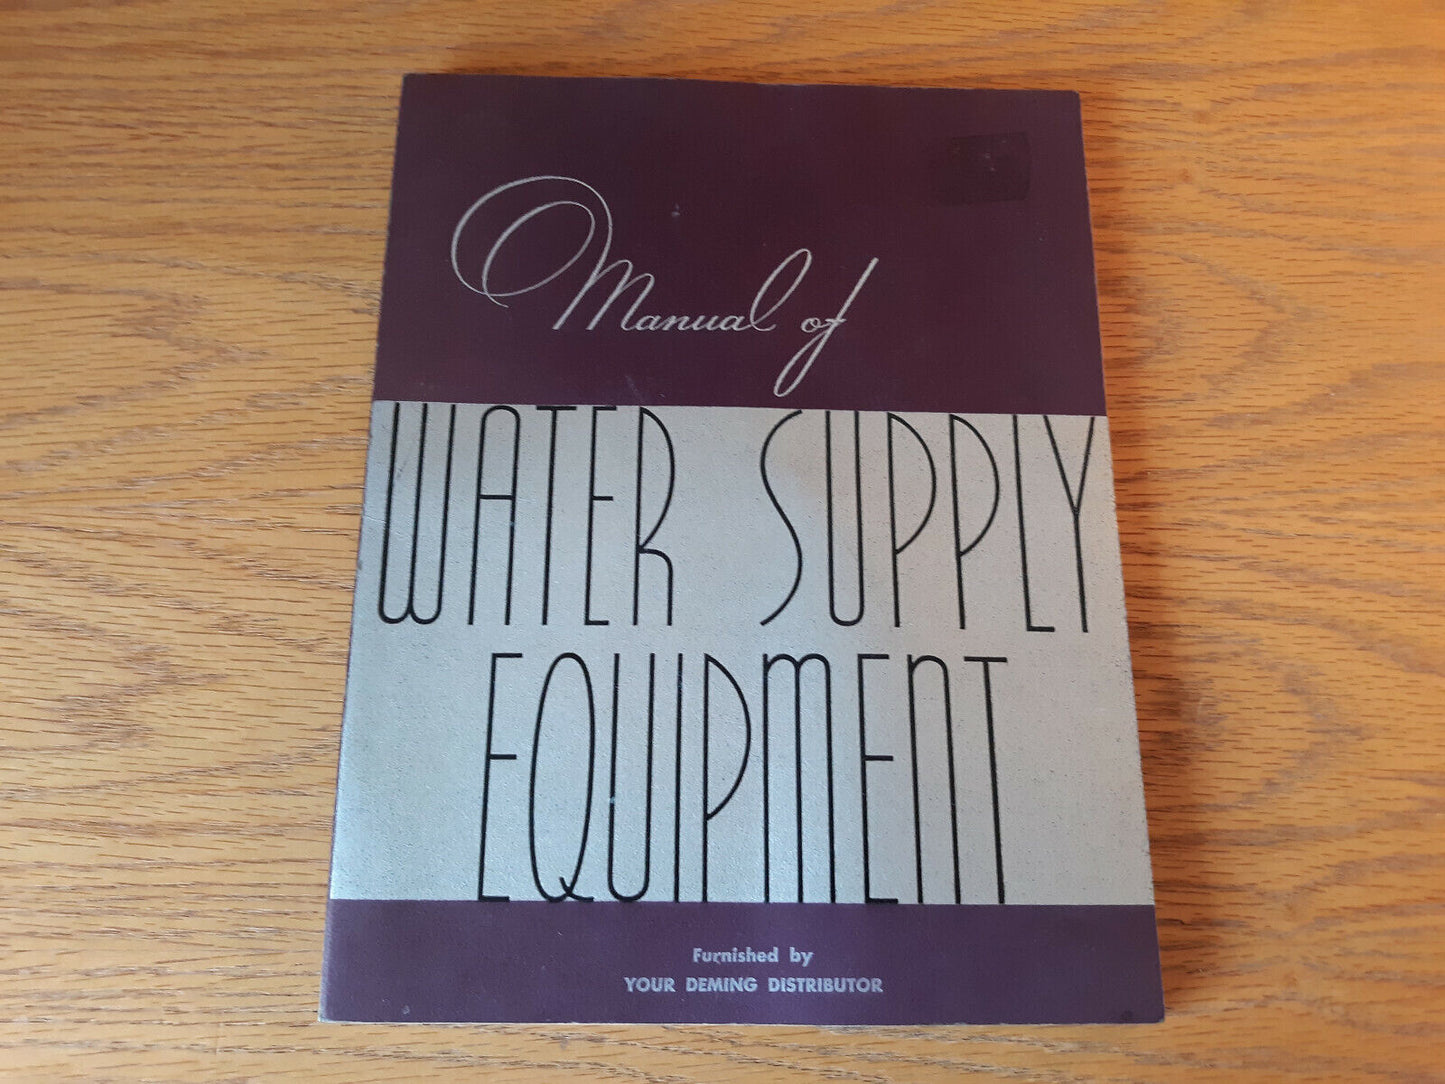 Manual of
WATER SUPPLY
EQUIPMENT
Furnished by
YOUR DEMING DISTRIBUTOR